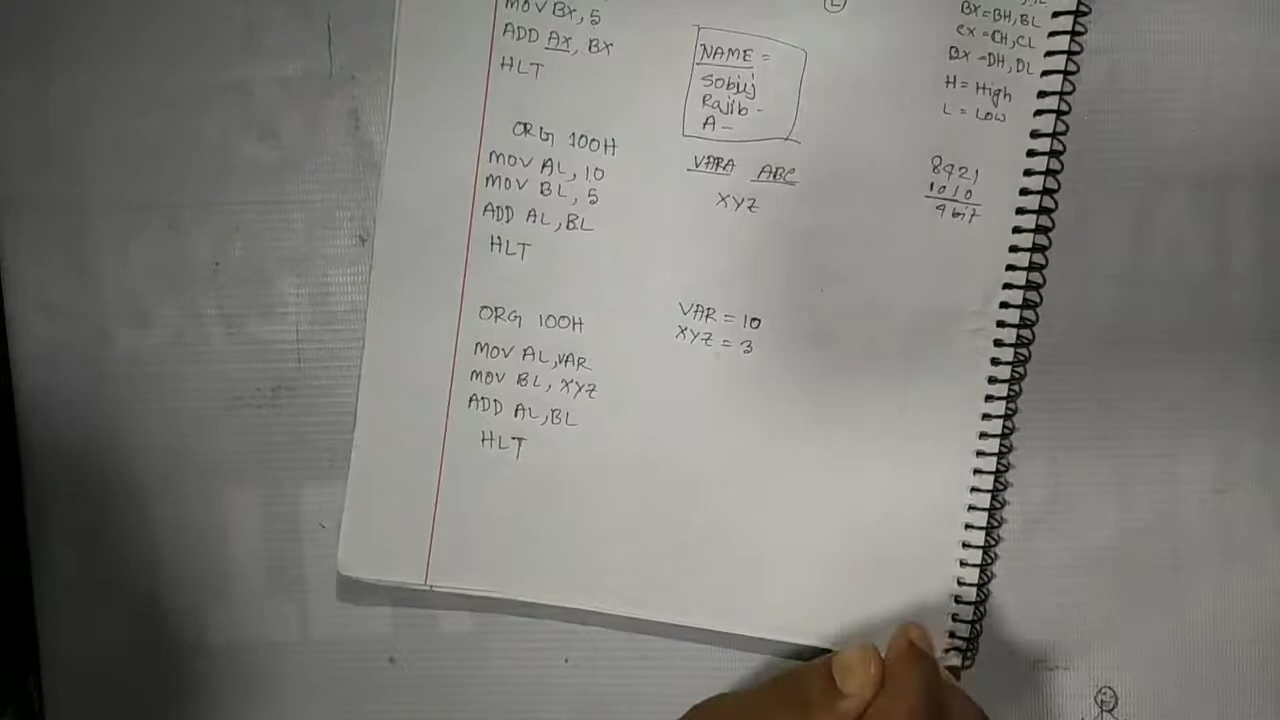 MOV BX, 5
ADD AX, BX
HLT
ORG 100H
MOV AL, 10
MOV BL, 5
ADD AL, BL
HLT
ORG 100H
MOV AL, VAR
MOV BL, XYZ
ADD AL, BL
HLT
NAME =
Sobuj
Rajib -
A -
VARA ABC
XYZ
VAR = 10
XYZ = 3
BX = BH, BL
CX = CH, CL
BX = DH, DL
H = High
L = Low
8421
1010
4 bit